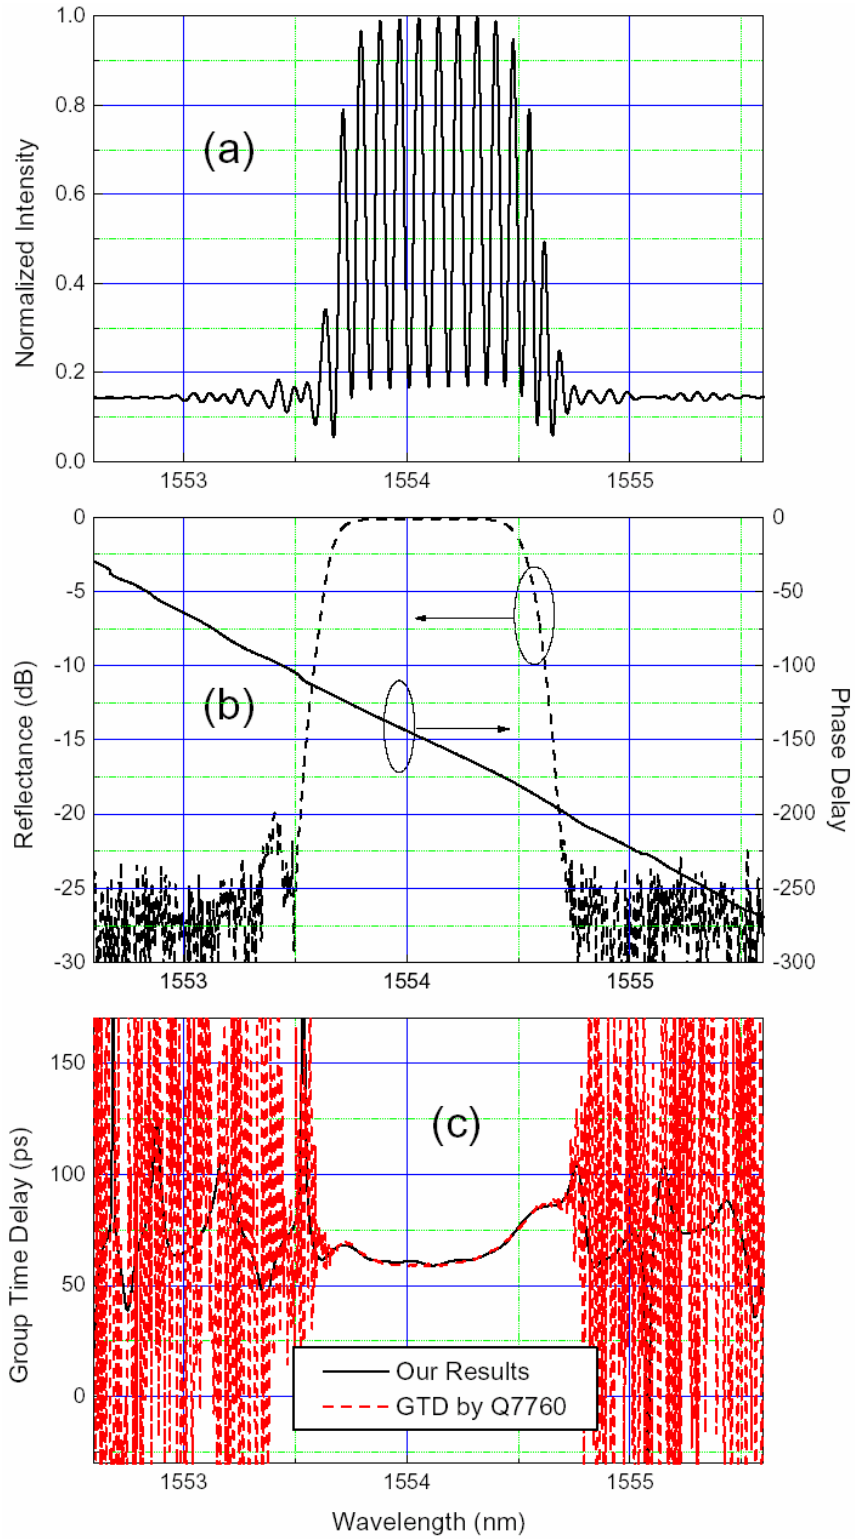 1.0
0.8
0.6
0.4
0.2
0.0
Normalized Intensity
(a)
1553 1554 1555
0
-5
-10
-15
-20
-25
-30
Reflectance (dB)
(b)
0
-50
-100
-150
-200
-250
-300
Phase Delay
1553 1554 1555
150
100
50
0
Group Time Delay (ps)
(c)
Our Results
GTD by Q7760
1553 1554 1555
Wavelength (nm)